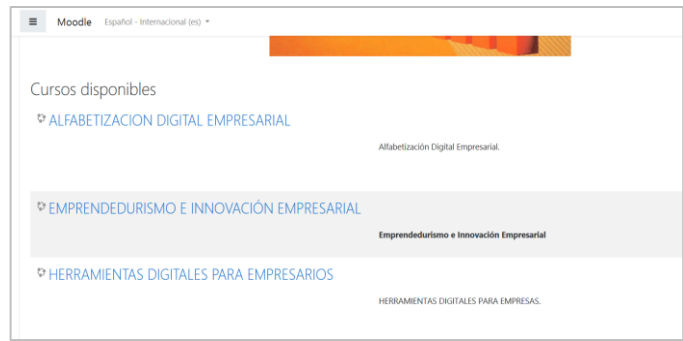 Moodle Español - Internacional (es)
Cursos disponibles
ALFABETIZACION DIGITAL EMPRESARIAL
Alfabetización Digital Empresarial.
EMPRENDEDURISMO E INNOVACIÓN EMPRESARIAL
Emprendedurismo e Innovación Empresarial
HERRAMIENTAS DIGITALES PARA EMPRESARIOS
HERRAMIENTAS DIGITALES PARA EMPRESAS.